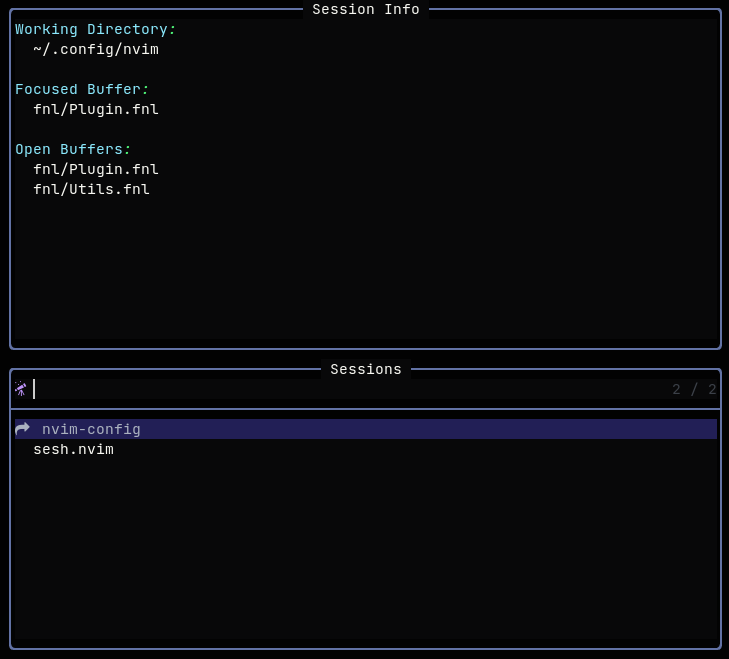 Session Info
Working Directory:
~/.config/nvim
Focused Buffer:
fnl/Plugin.fnl
Open Buffers:
fnl/Plugin.fnl
fnl/Utils.fnl
Sessions
2 / 2
nvim-config
sesh.nvim